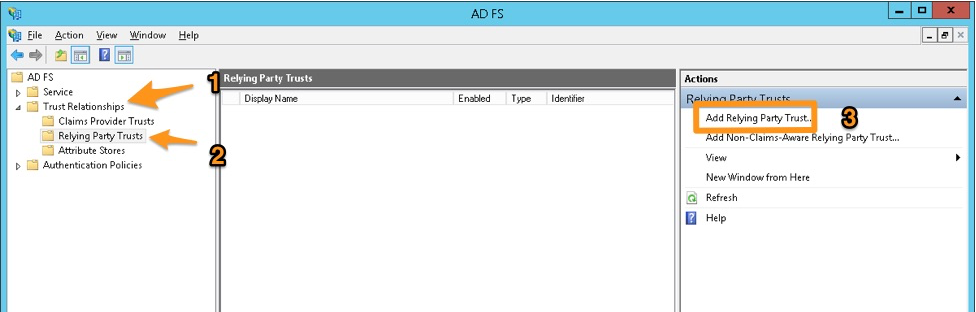 AD FS
File Action View Window Help
AD FS
Service
Trust Relationships
Claims Provider Trusts
Relying Party Trusts
Attribute Stores
Authentication Policies
1
2
Relying Party Trusts
Display Name Enabled Type Identifier
Actions
Relying Party Trusts
Add Relying Party Trust...
3
Add Non-Claims-Aware Relying Party Trust...
View
New Window from Here
Refresh
Help